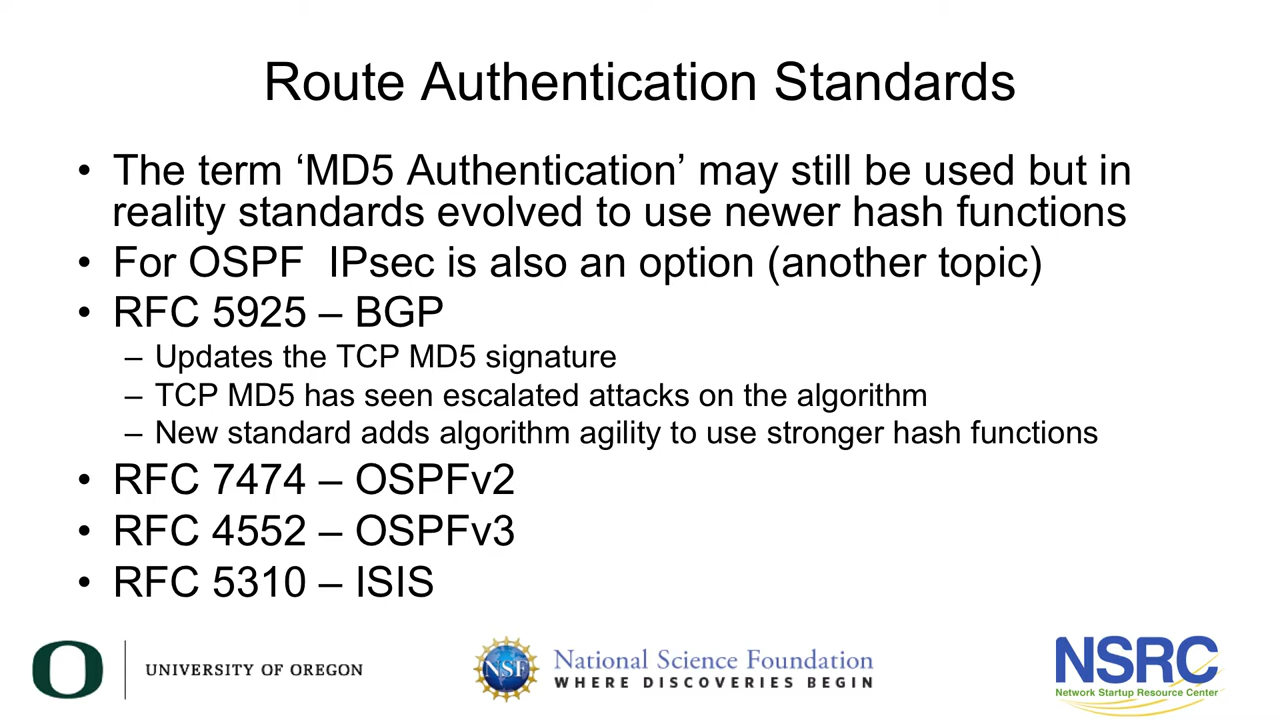 Route Authentication Standards
• The term ‘MD5 Authentication’ may still be used but in
reality standards evolved to use newer hash functions
• For OSPF  IPsec is also an option (another topic)
• RFC 5925 – BGP
– Updates the TCP MD5 signature
– TCP MD5 has seen escalated attacks on the algorithm
– New standard adds algorithm agility to use stronger hash functions
• RFC 7474 – OSPFv2
• RFC 4552 – OSPFv3
• RFC 5310 – ISIS
O
UNIVERSITY OF OREGON
NSF
National Science Foundation
WHERE DISCOVERIES BEGIN
NSRC
Network Startup Resource Center